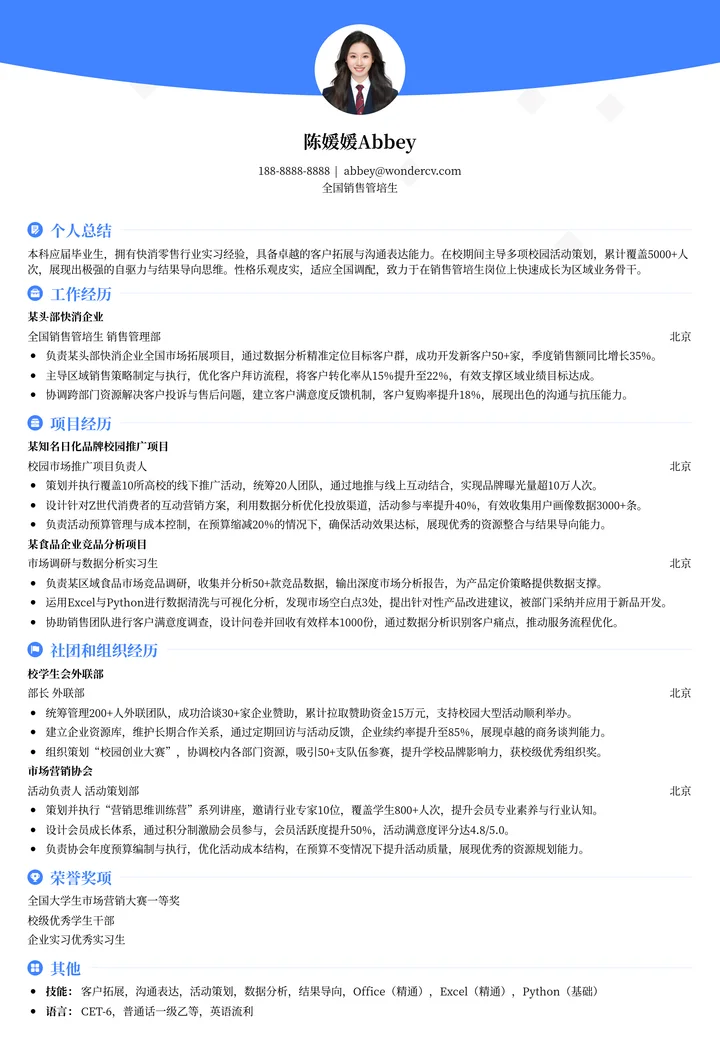 陈媛媛Abbey
188-8888-8888 | abbey@wondercv.com
全国销售管培生
个人总结
本科应届毕业生，拥有快消零售行业实习经验，具备卓越的客户拓展与沟通表达能力。在校期间主导多项校园活动策划，累计覆盖5000+人
次，展现出极强的自驱力与结果导向思维。性格乐观皮实，适应全国调配，致力于在销售管培生岗位上快速成长为区域业务骨干。
工作经历
某头部快消企业
全国销售管培生 销售管理部 北京
负责某头部快消企业全国市场拓展项目，通过数据分析精准定位目标客户群，成功开发新客户50+家，季度销售额同比增长35%。
主导区域销售策略制定与执行，优化客户拜访流程，将客户转化率从15%提升至22%，有效支撑区域业绩目标达成。
协调跨部门资源解决客户投诉与售后问题，建立客户满意度反馈机制，客户复购率提升18%，展现出色的沟通与抗压能力。
项目经历
某知名日化品牌校园推广项目
校园市场推广项目负责人 北京
策划并执行覆盖10所高校的线下推广活动，统筹20人团队，通过地推与线上互动结合，实现品牌曝光量超10万人次。
设计针对Z世代消费者的互动营销方案，利用数据分析优化投放渠道，活动参与率提升40%，有效收集用户画像数据3000+条。
负责活动预算管理与成本控制，在预算缩减20%的情况下，确保活动效果达标，展现优秀的资源整合与结果导向能力。
某食品企业竞品分析项目
市场调研与数据分析实习生 北京
负责某区域食品市场竞品调研，收集并分析50+款竞品数据，输出深度市场分析报告，为产品定价策略提供数据支撑。
运用Excel与Python进行数据清洗与可视化分析，发现市场空白点3处，提出针对性产品改进建议，被部门采纳并应用于新品开发。
协助销售团队进行客户满意度调查，设计问卷并回收有效样本1000份，通过数据分析识别客户痛点，推动服务流程优化。
社团和组织经历
校学生会外联部
部长 外联部 北京
统筹管理200+人外联团队，成功洽谈30+家企业赞助，累计拉取赞助资金15万元，支持校园大型活动顺利举办。
建立企业资源库，维护长期合作关系，通过定期回访与活动反馈，企业续约率提升至85%，展现卓越的商务谈判能力。
组织策划“校园创业大赛”，协调校内各部门资源，吸引50+支队伍参赛，提升学校品牌影响力，获校级优秀组织奖。
市场营销协会
活动负责人 活动策划部 北京
策划并执行“营销思维训练营”系列讲座，邀请行业专家10位，覆盖学生800+人次，提升会员专业素养与行业认知。
设计会员成长体系，通过积分制激励会员参与，会员活跃度提升50%，活动满意度评分达4.8/5.0。
负责协会年度预算编制与执行，优化活动成本结构，在预算不变情况下提升活动质量，展现优秀的资源规划能力。
荣誉奖项
全国大学生市场营销大赛一等奖
校级优秀学生干部
企业实习优秀实习生
其他
技能： 客户拓展，沟通表达，活动策划，数据分析，结果导向，Office（精通），Excel（精通），Python（基础）
语言： CET-6，普通话一级乙等，英语流利